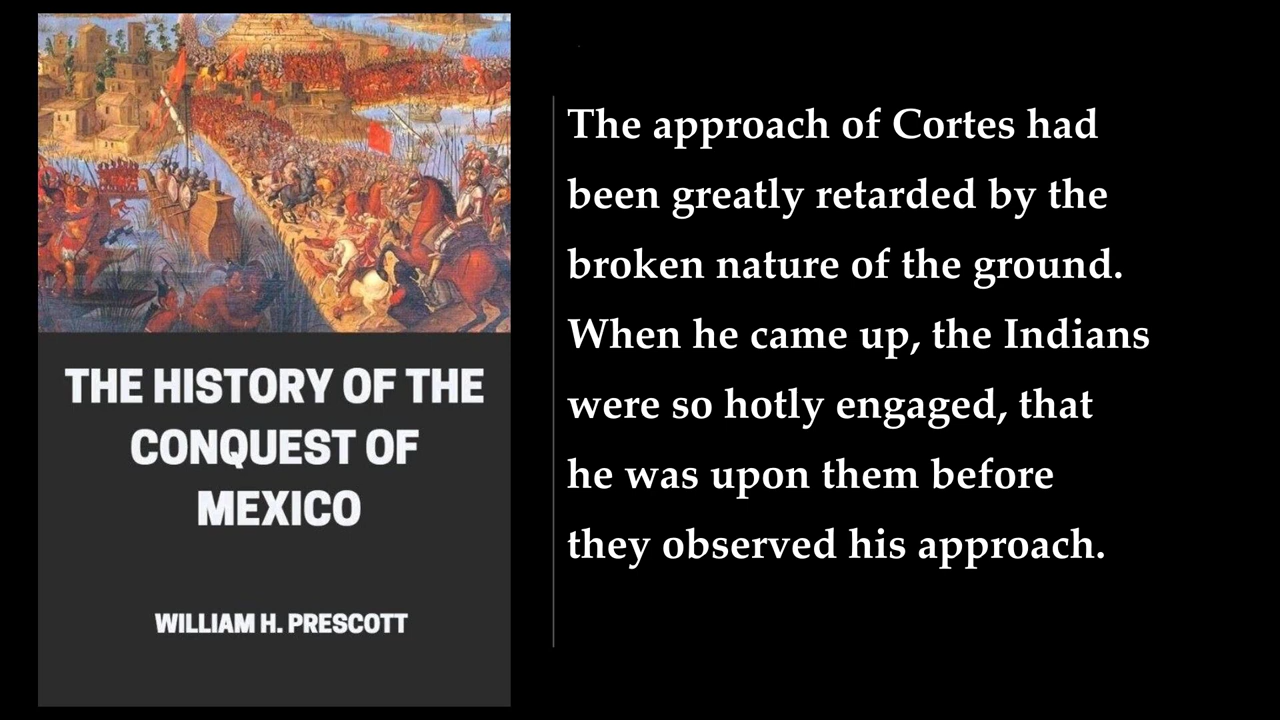 THE HISTORY OF THE
CONQUEST OF
MEXICO
WILLIAM H. PRESCOTT
The approach of Cortes had
been greatly retarded by the
broken nature of the ground.
When he came up, the Indians
were so hotly engaged, that
he was upon them before
they observed his approach.